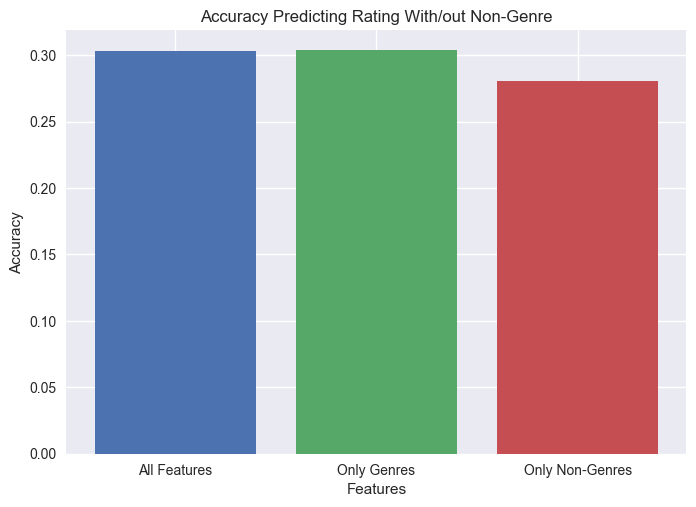 Accuracy Predicting Rating With/out Non-Genre
Accuracy
0.30
0.25
0.20
0.15
0.10
0.05
0.00
All Features
Only Genres
Only Non-Genres
Features